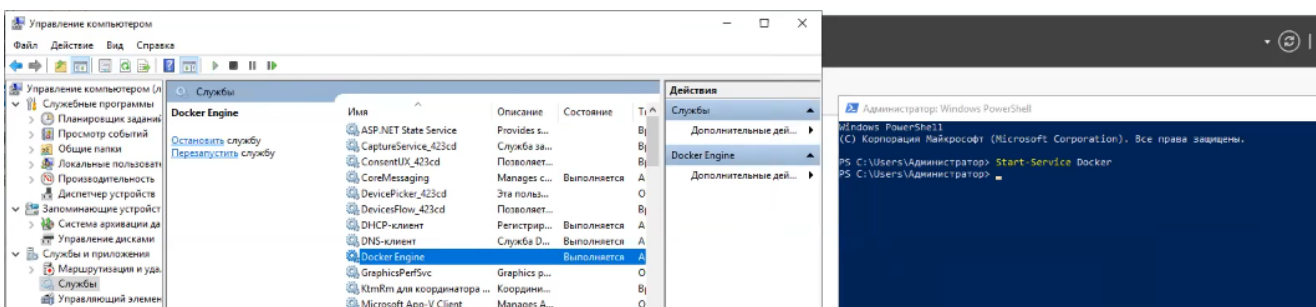 Управление компьютером
Файл Действие Вид Справка
Управление компьютером (л
Служебные программы
Планировщик заданий
Просмотр событий
Общие папки
Локальные пользовате
Производительность
Диспетчер устройств
Запоминающие устройст
Система архивации да
Управление дисками
Службы и приложения
Маршрутизация и уда.
Службы
Управляющий элемен
Службы
Docker Engine
Остановить службу
Перезапустить службу
Имя Описание Состояние
ASP.NET State Service Provides s...
CaptureService_423cd Служба за...
ConsentUX_423cd Позволяет...
CoreMessaging Manages c... Выполняется А
DevicePicker_423cd Эта польз...
DevicesFlow_423cd Позволяет...
DHCP-клиент Регистрир... Выполняется А
DNS-клиент Служба D... Выполняется А
Docker Engine Выполняется А
GraphicsPerfSvc Graphics p...
KtmRm для координатора ... Координи...
Microsoft App-V Client Manages A...
Действия
Службы
Дополнительные дей...
Docker Engine
Дополнительные дей...
Администратор: Windows PowerShell
Windows PowerShell
(C) Корпорация Майкрософт (Microsoft Corporation). Все права защищены.
PS C:\Users\Администратор> Start-Service Docker
PS C:\Users\Администратор>